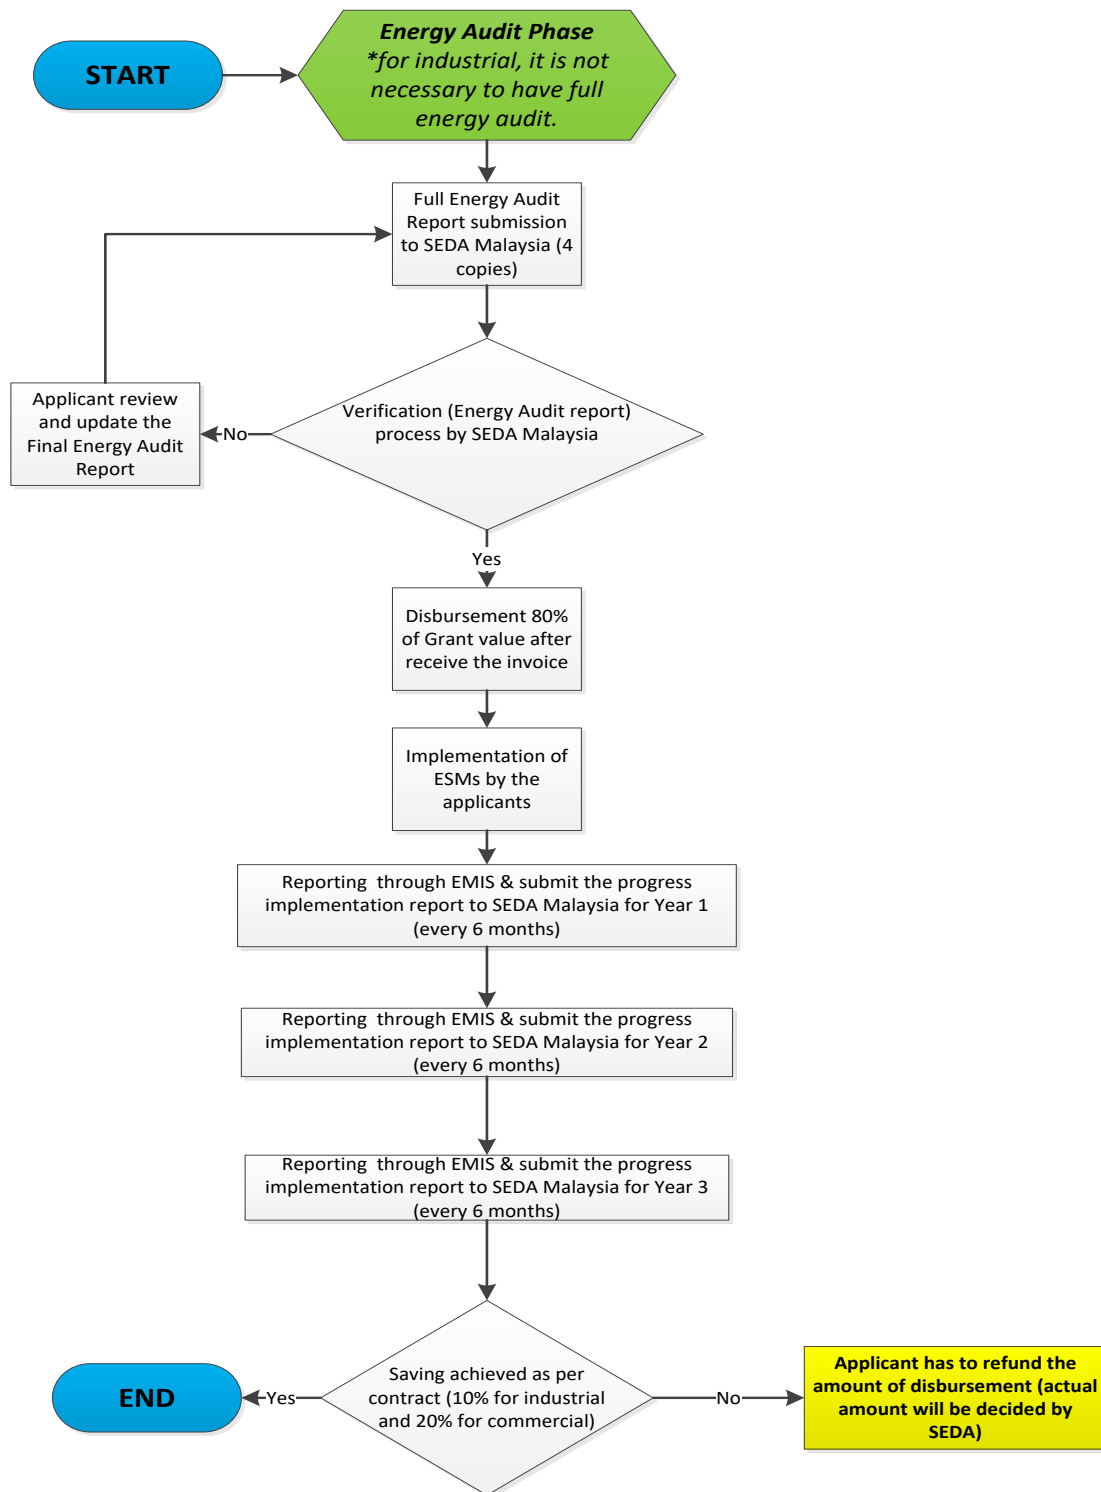 START
Energy Audit Phase
*for industrial, it is not
necessary to have full
energy audit.
Full Energy Audit
Report submission
to SEDA Malaysia (4
copies)
Applicant review
and update the
Final Energy Audit
Report
No
Verification (Energy Audit report)
process by SEDA Malaysia
Yes
Disbursement 80%
of Grant value after
receive the invoice
Implementation of
ESMs by the
applicants
Reporting  through EMIS & submit the progress
implementation report to SEDA Malaysia for Year 1
(every 6 months)
Reporting  through EMIS & submit the progress
implementation report to SEDA Malaysia for Year 2
(every 6 months)
Reporting  through EMIS & submit the progress
implementation report to SEDA Malaysia for Year 3
(every 6 months)
Saving achieved as per
contract (10% for industrial
and 20% for commercial)
Yes
END
No
Applicant has to refund the
amount of disbursement (actual
amount will be decided by
SEDA)